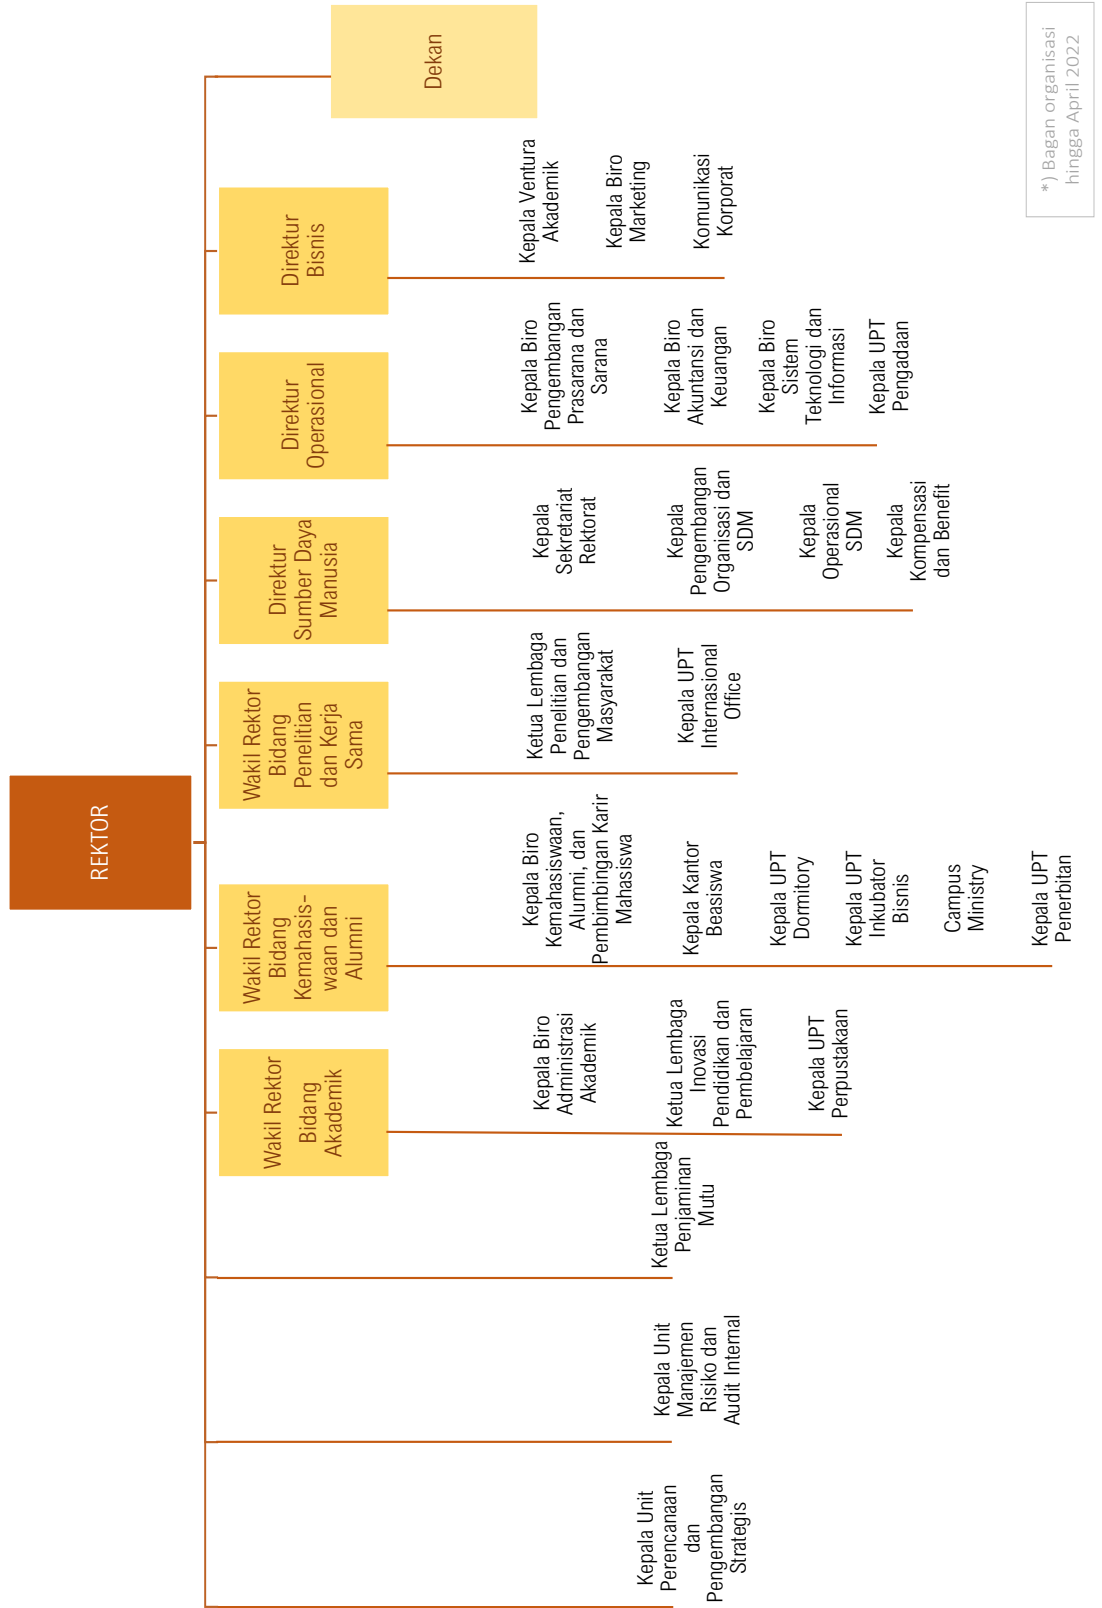 REKTOR
Kepala Unit
Perencanaan
dan
Pengembangan
Strategis
Kepala Unit
Manajemen
Risiko dan
Audit Internal
Ketua Lembaga
Penjaminan
Mutu
Wakil Rektor
Bidang
Akademik
Kepala Biro
Administrasi
Akademik
Ketua Lembaga
Inovasi
Pendidikan dan
Pembelajaran
Kepala UPT
Perpustakaan
Wakil Rektor
Bidang
Kemahasis-
waan dan
Alumni
Kepala Biro
Kemahasiswaan,
Alumni, dan
Pembimbingan Karir
Mahasiswa
Kepala Kantor
Beasiswa
Kepala UPT
Dormitory
Kepala UPT
Inkubator
Bisnis
Campus
Ministry
Kepala UPT
Penerbitan
Wakil Rektor
Bidang
Penelitian
dan Kerja
Sama
Ketua Lembaga
Penelitian dan
Pengembangan
Masyarakat
Kepala UPT
Internasional
Office
Direktur
Sumber Daya
Manusia
Kepala
Sekretariat
Rektorat
Kepala
Pengembangan
Organisasi dan
SDM
Kepala
Operasional
SDM
Kepala
Kompensasi
dan Benefit
Direktur
Operasional
Kepala Biro
Pengembangan
Prasarana dan
Sarana
Kepala Biro
Akuntansi dan
Keuangan
Kepala Biro
Sistem
Teknologi dan
Informasi
Kepala UPT
Pengadaan
Direktur
Bisnis
Kepala Ventura
Akademik
Kepala Biro
Marketing
Komunikasi
Korporat
Dekan
*) Bagan organisasi
hingga April 2022